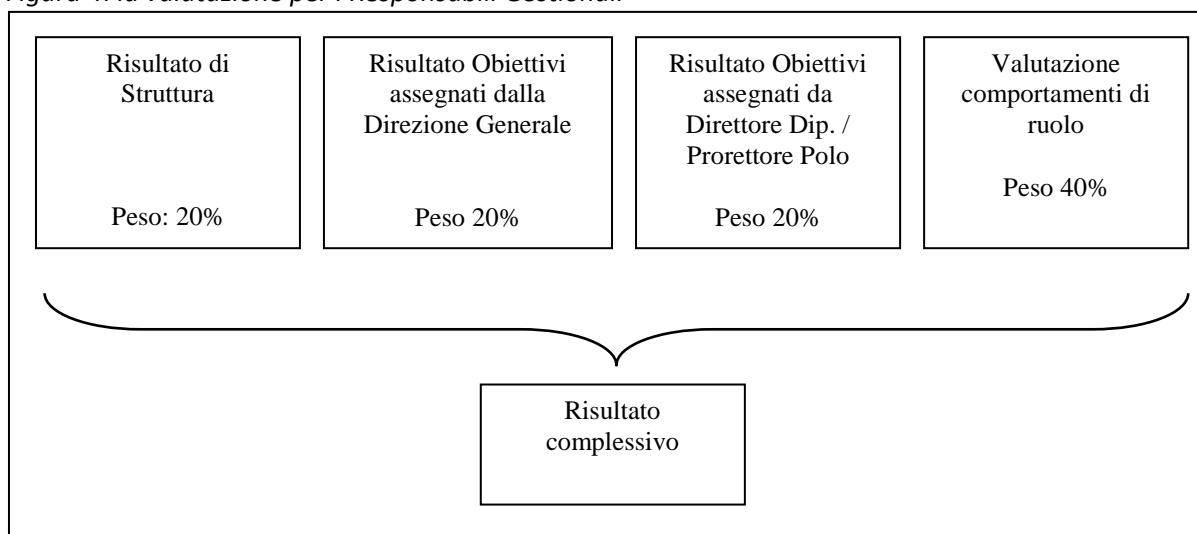 Figura 4: la valutazione per i Responsabili Gestionali
Risultato di
Struttura
Peso: 20%
Risultato Obiettivi
assegnati dalla
Direzione Generale
Peso 20%
Risultato Obiettivi
assegnati da
Direttore Dip. /
Prorettore Polo
Peso 20%
Valutazione
comportamenti di
ruolo
Peso 40%
Risultato
complessivo